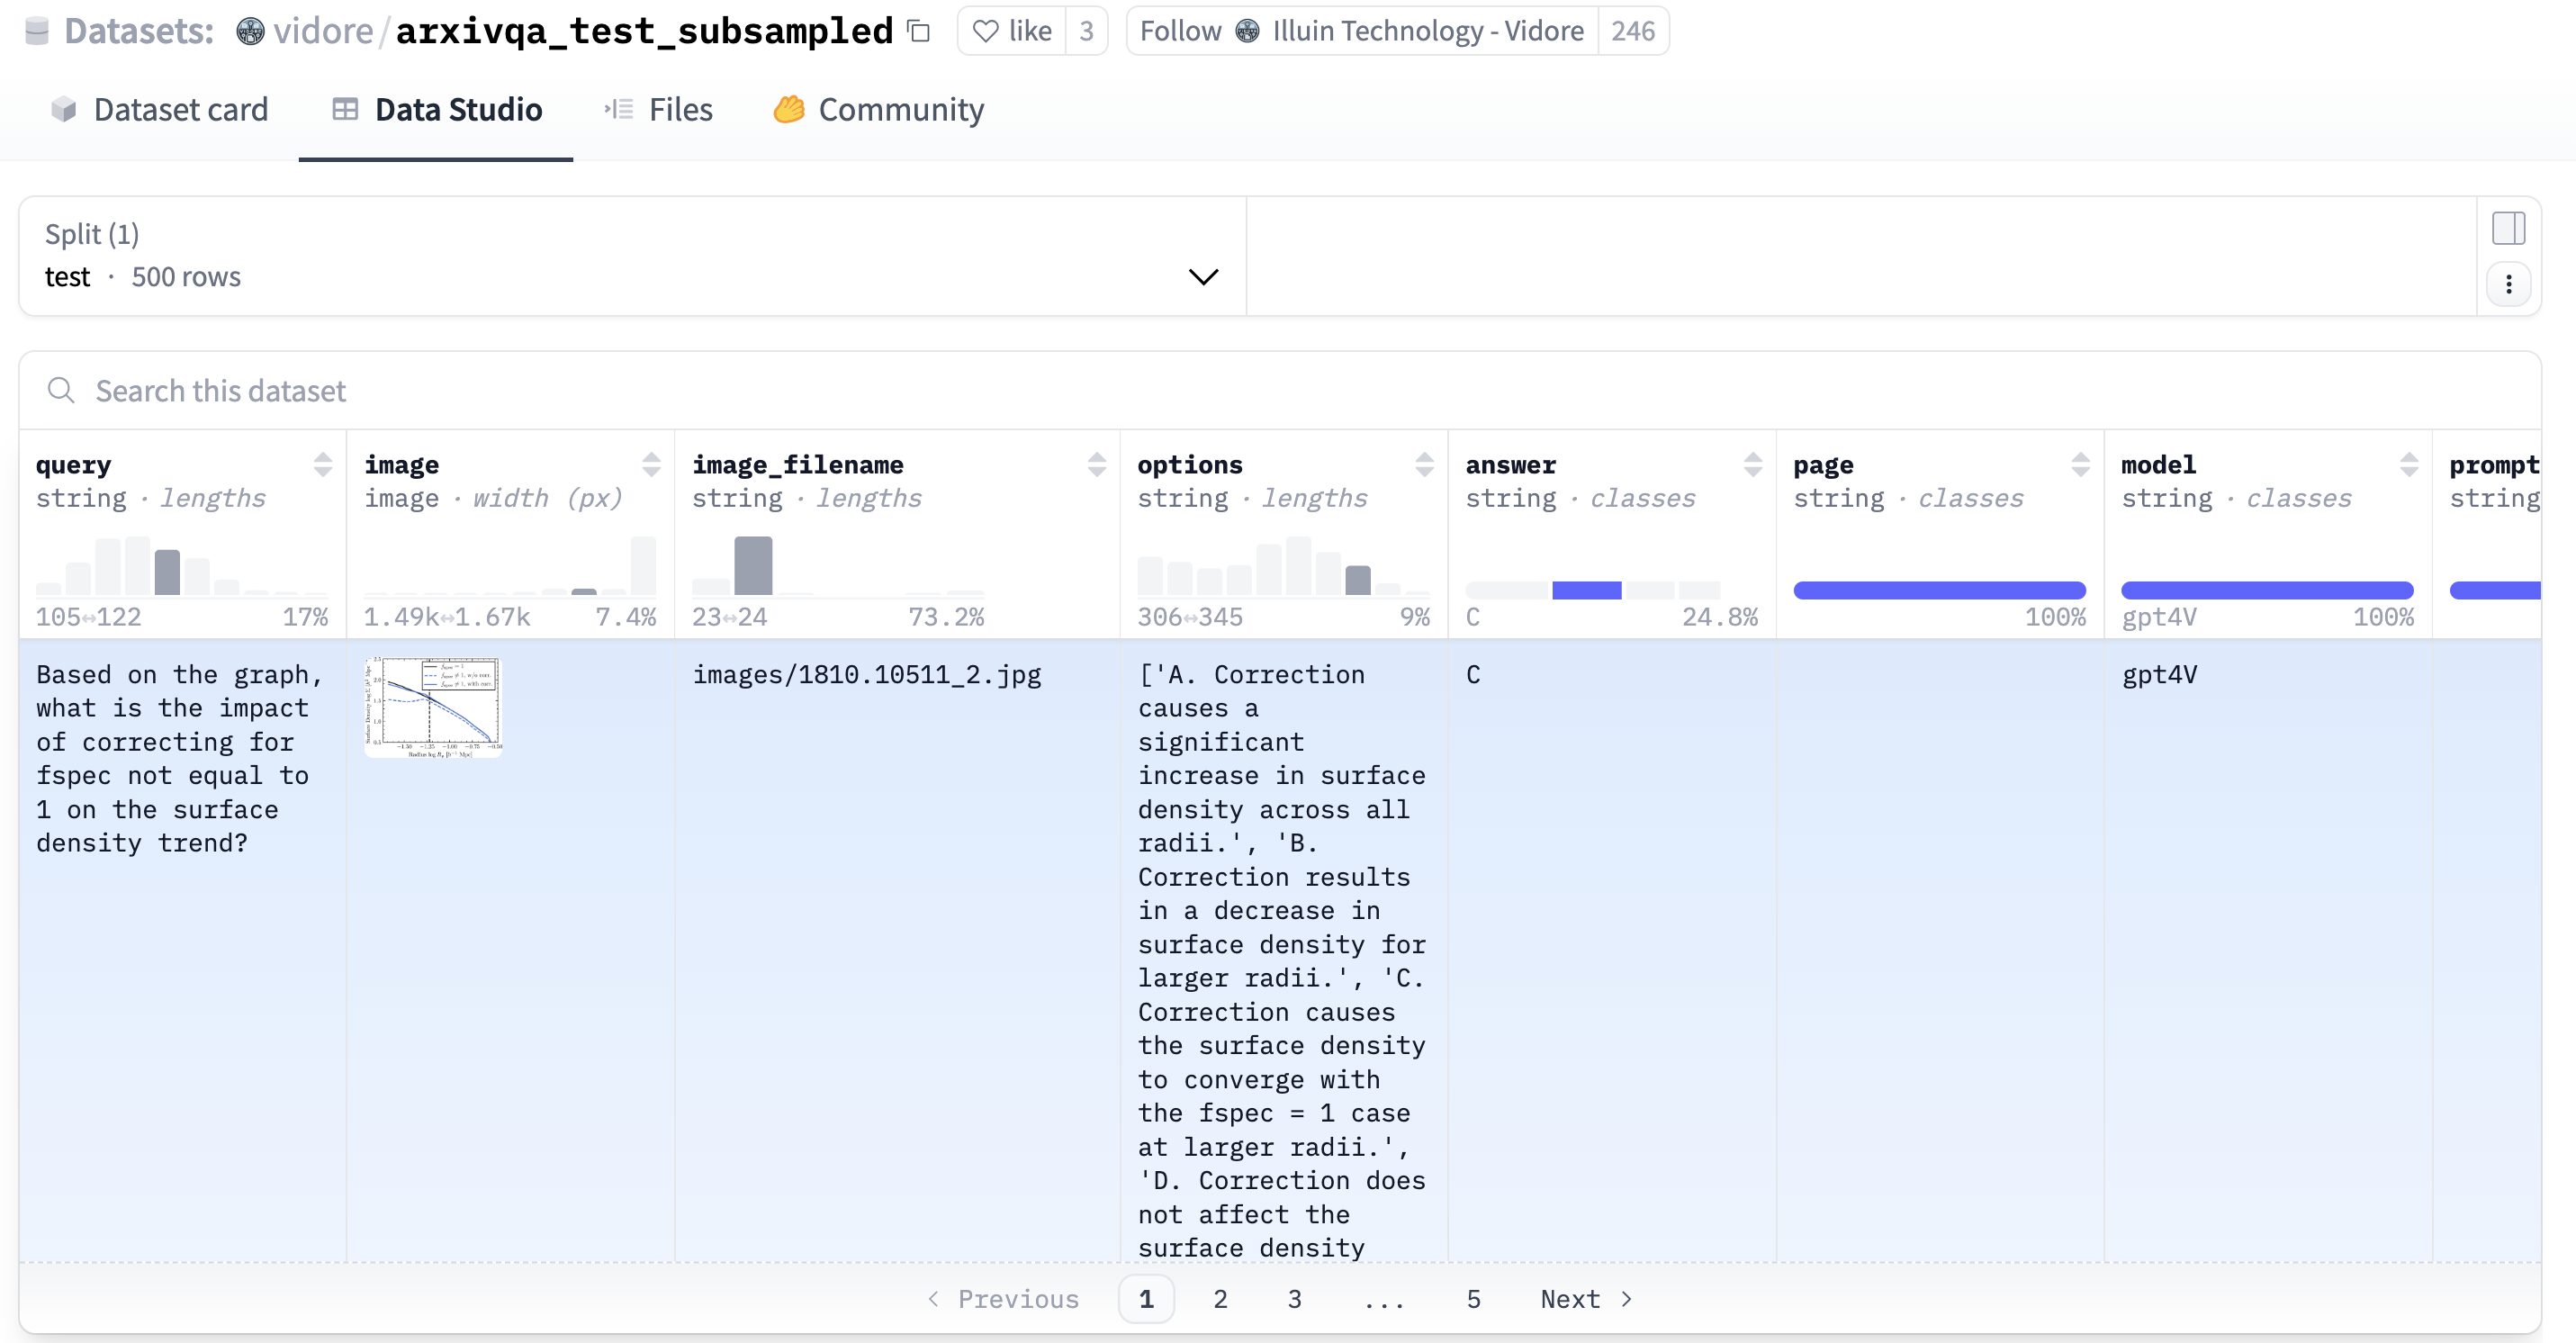 Datasets: vidore/arxivqa_test_subsampled like 3 Follow Illuin Technology - Vidore 246
Dataset card Data Studio Files Community
Split (1)
test · 500 rows
Search this dataset
query
string · lengths
105↔122 17%
image
image · width (px)
1.49k↔1.67k 7.4%
image_filename
string · lengths
23↔24 73.2%
options
string · lengths
306↔345 9%
answer
string · classes
C 24.8%
page
string · classes
100%
model
string · classes
gpt4V 100%
prompt
string
Based on the graph,
what is the impact
of correcting for
fspec not equal to
1 on the surface
density trend?
images/1810.10511_2.jpg
['A. Correction
causes a
significant
increase in surface
density across all
radii.', 'B.
Correction results
in a decrease in
surface density for
larger radii.', 'C.
Correction causes
the surface density
to converge with
the fspec = 1 case
at larger radii.',
'D. Correction does
not affect the
surface density
C
gpt4V
Previous 1 2 3 ... 5 Next